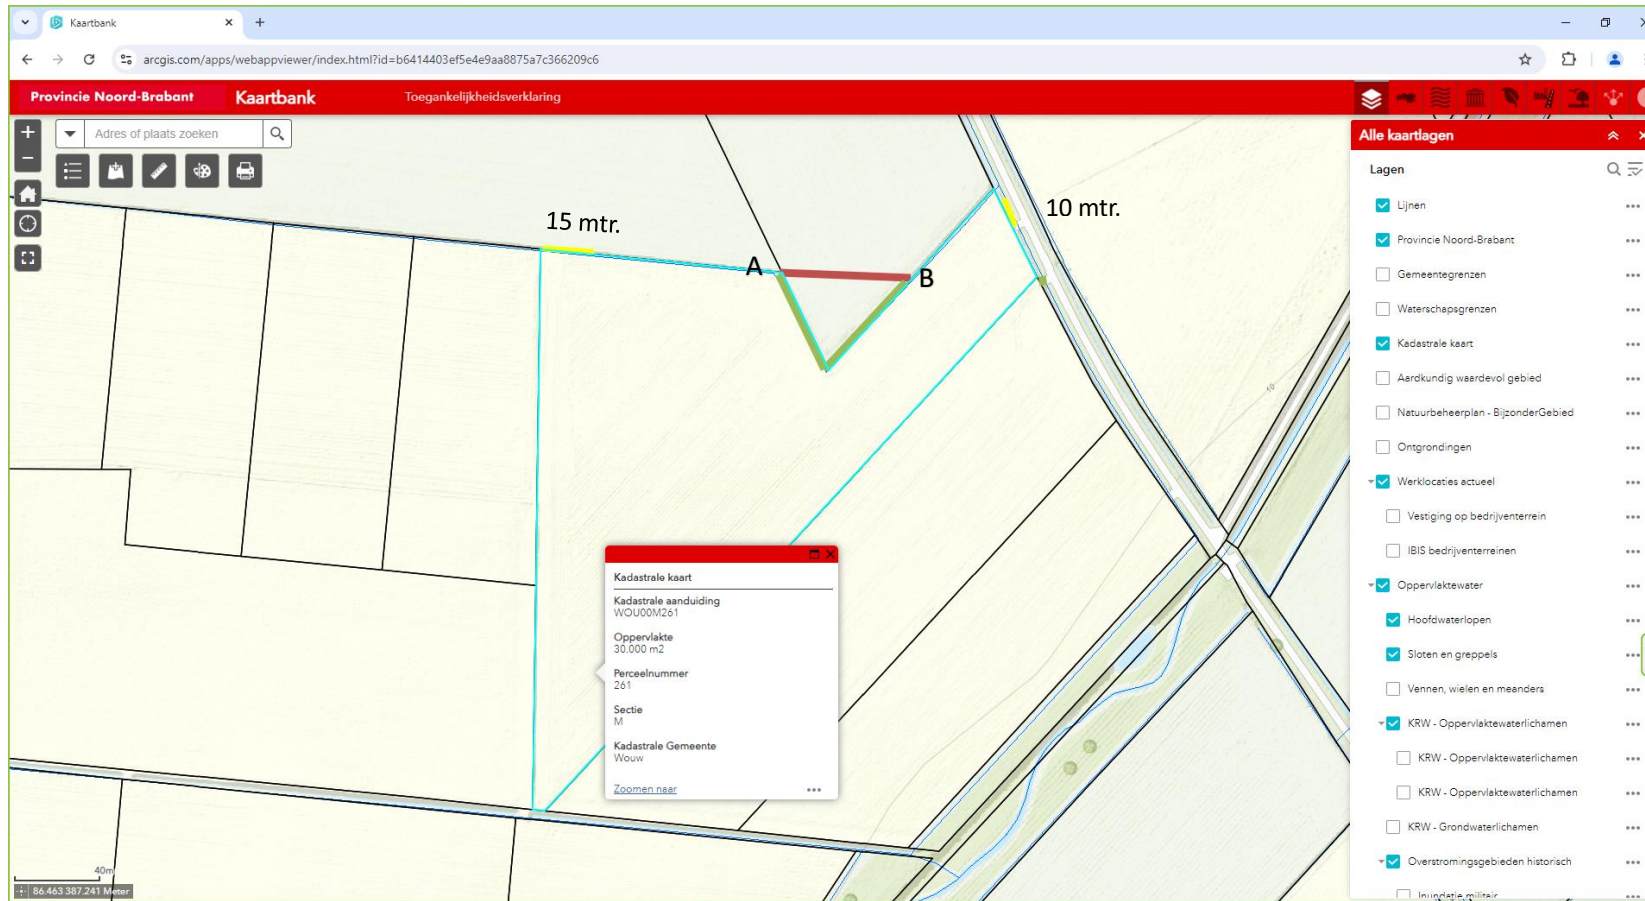 Kaartbank
arcgis.com/apps/webappviewer/index.html?id=b6414403ef5e4e9aa8875a7c366209c6
Provincie Noord-Brabant Kaartbank Toegankelijkheidsverklaring
Adres of plaats zoeken
15 mtr.
10 mtr.
A
B
10
Kadastrale kaart
Kadastrale aanduiding
WOU00M261
Oppervlakte
30.000 m2
Perceelnummer
261
Sectie
M
Kadastrale Gemeente
Wouw
Zoomen naar
40m
86.463 387.241 Meter
Alle kaartlagen
Lagen
Lijnen
Provincie Noord-Brabant
Gemeentegrenzen
Waterschapsgrenzen
Kadastrale kaart
Aardkundig waardevol gebied
Natuurbeheerplan - BijzonderGebied
Ontgrondingen
Werklocaties actueel
Vestiging op bedrijventerrein
IBIS bedrijventerreinen
Oppervlaktewater
Hoofdwaterlopen
Sloten en greppels
Vennen, wielen en meanders
KRW - Oppervlaktewaterlichamen
KRW - Oppervlaktewaterlichamen
KRW - Oppervlaktewaterlichamen
KRW - Grondwaterlichamen
Overstromingsgebieden historisch
Inundatie militair